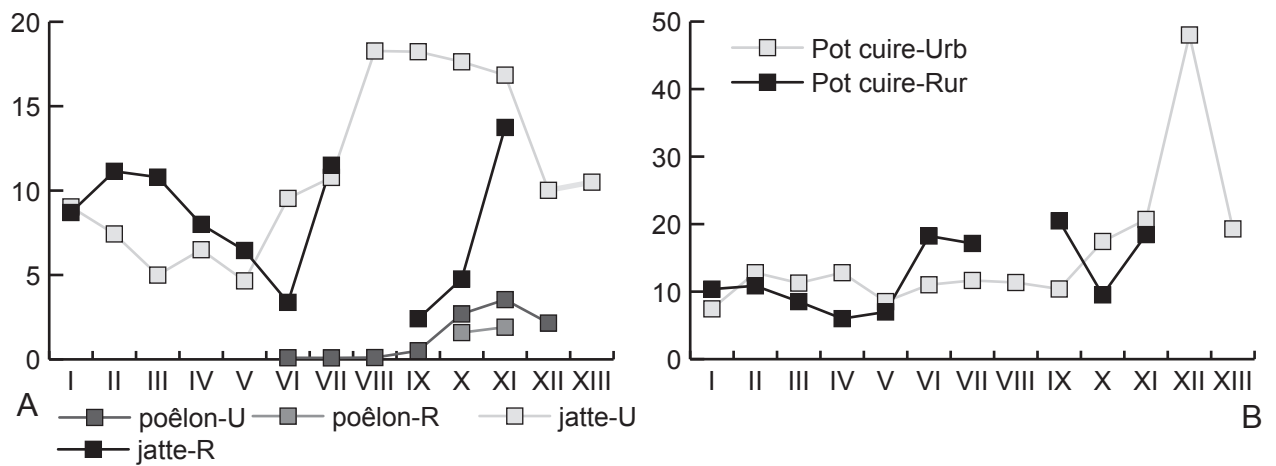 20
15
10
5
0
I II III IV V VI VII VIII IX X XI XII XIII
A
poêlon-U poêlon-R jatte-U
jatte-R
50
40
30
20
10
0
Pot cuire-Urb
Pot cuire-Rur
I II III IV V VI VII VIII IX X XI XII XIII
B